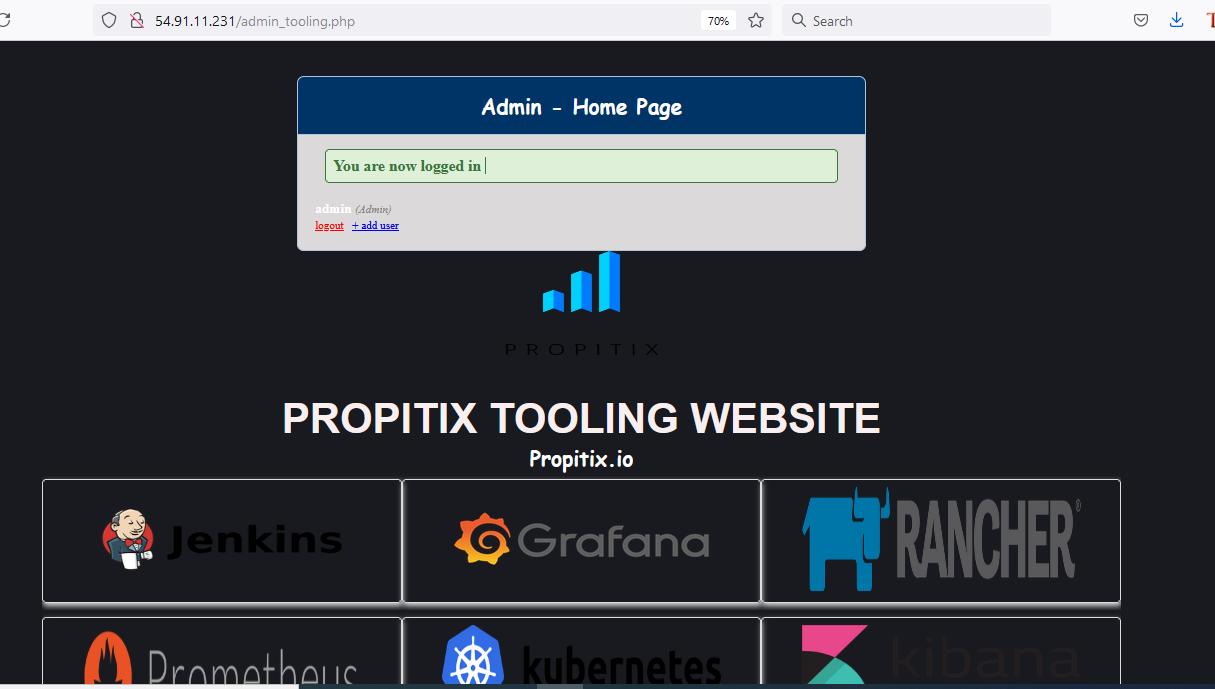 54.91.11.231/admin_tooling.php
70%
Search
Admin - Home Page
You are now logged in
admin (Admin)
logout + add user
PROPITIX
PROPITIX TOOLING WEBSITE
Propitix.io
Jenkins
Grafana
RANCHER®
Prometheus
kubernetes
kibana